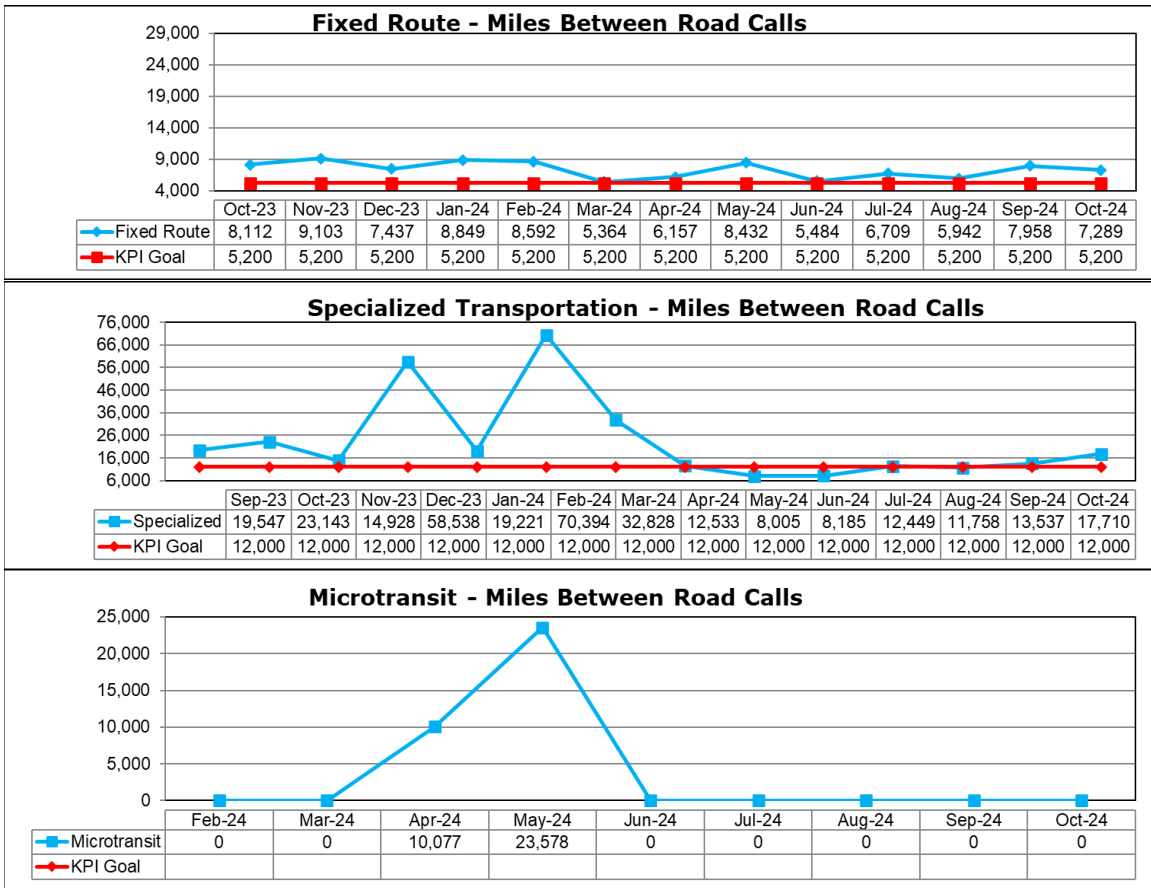 Fixed Route - Miles Between Road Calls
29,000
24,000
19,000
14,000
9,000
4,000
Oct-23 Nov-23 Dec-23 Jan-24 Feb-24 Mar-24 Apr-24 May-24 Jun-24 Jul-24 Aug-24 Sep-24 Oct-24
Fixed Route 8,112 9,103 7,437 8,849 8,592 5,364 6,157 8,432 5,484 6,709 5,942 7,958 7,289
KPI Goal 5,200 5,200 5,200 5,200 5,200 5,200 5,200 5,200 5,200 5,200 5,200 5,200 5,200
Specialized Transportation - Miles Between Road Calls
76,000
66,000
56,000
46,000
36,000
26,000
16,000
6,000
Sep-23 Oct-23 Nov-23 Dec-23 Jan-24 Feb-24 Mar-24 Apr-24 May-24 Jun-24 Jul-24 Aug-24 Sep-24 Oct-24
Specialized 19,547 23,143 14,928 58,538 19,221 70,394 32,828 12,533 8,005 8,185 12,449 11,758 13,537 17,710
KPI Goal 12,000 12,000 12,000 12,000 12,000 12,000 12,000 12,000 12,000 12,000 12,000 12,000 12,000 12,000
Microtransit - Miles Between Road Calls
25,000
20,000
15,000
10,000
5,000
0
Feb-24 Mar-24 Apr-24 May-24 Jun-24 Jul-24 Aug-24 Sep-24 Oct-24
Microtransit 0 0 10,077 23,578 0 0 0 0 0
KPI Goal